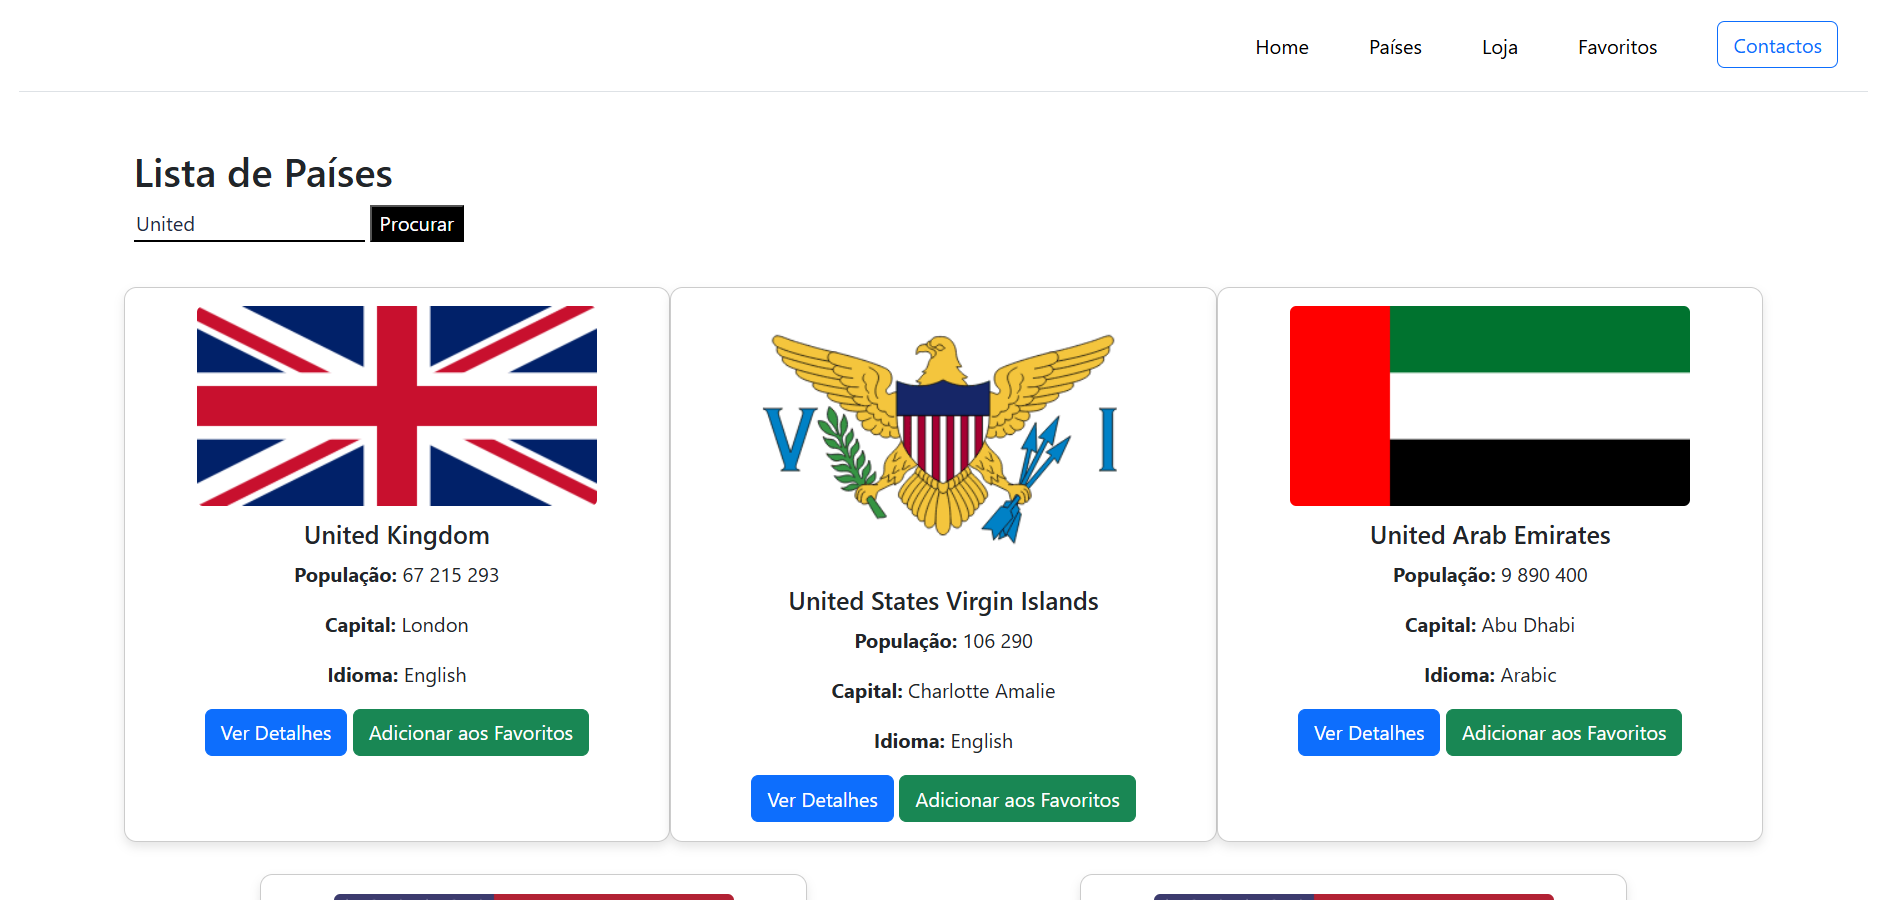 Home Países Loja Favoritos Contactos
Lista de Países
United Procurar
United Kingdom
População: 67 215 293
Capital: London
Idioma: English
Ver Detalhes Adicionar aos Favoritos
V I
United States Virgin Islands
População: 106 290
Capital: Charlotte Amalie
Idioma: English
Ver Detalhes Adicionar aos Favoritos
United Arab Emirates
População: 9 890 400
Capital: Abu Dhabi
Idioma: Arabic
Ver Detalhes Adicionar aos Favoritos